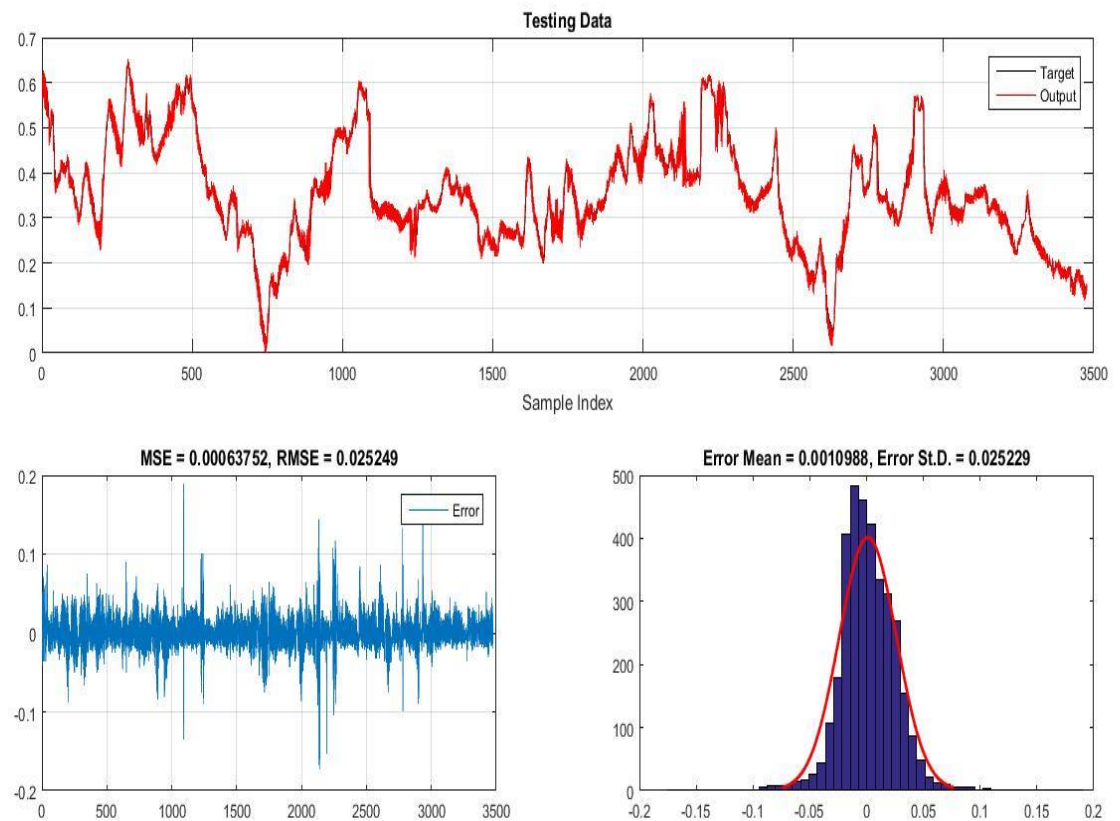 Testing Data
0.7
0.6
0.5
0.4
0.3
0.2
0.1
0
Target
Output
0 500 1000 1500 2000 2500 3000 3500
Sample Index
MSE = 0.00063752, RMSE = 0.025249
0.2
0.1
0
-0.1
-0.2
Error
0 500 1000 1500 2000 2500 3000 3500
Error Mean = 0.0010988, Error St.D. = 0.025229
500
400
300
200
100
0
-0.2 -0.15 -0.1 -0.05 0 0.05 0.1 0.15 0.2